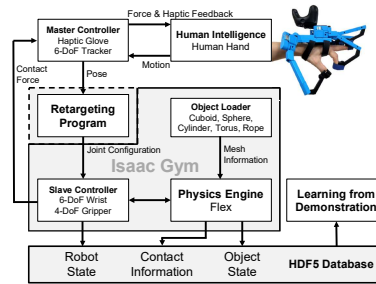 Force & Haptic Feedback
Master Controller
Haptic Glove
6-DoF Tracker
Human Intelligence
Human Hand
Motion
Contact
Force
Pose
Retargeting
Program
Object Loader
Cuboid, Sphere,
Cylinder, Torus, Rope
Joint Configuration
Mesh
Information
Isaac Gym
Slave Controller
6-DoF Wrist
4-DoF Gripper
Physics Engine
Flex
Learning from
Demonstration
Robot
State
Contact
Information
Object
State
HDF5 Database